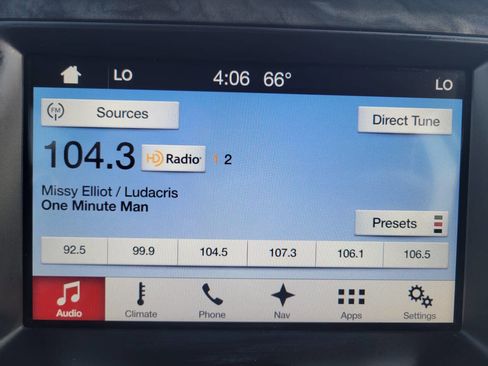 LO 4:06 66° LO
FM Sources
Direct Tune
104.3 HD Radio 1 2
Missy Elliot / Ludacris
One Minute Man
Presets
92.5 99.9 104.5 107.3 106.1 106.5
Audio Climate Phone Nav Apps Settings